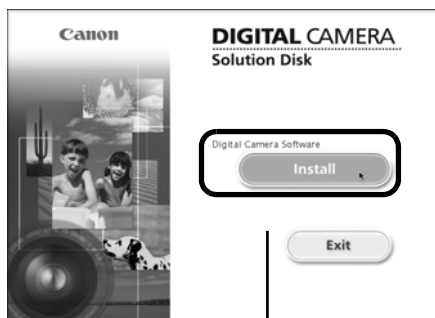 Canon
DIGITAL CAMERA
Solution Disk
Digital Camera Software
Install
Exit